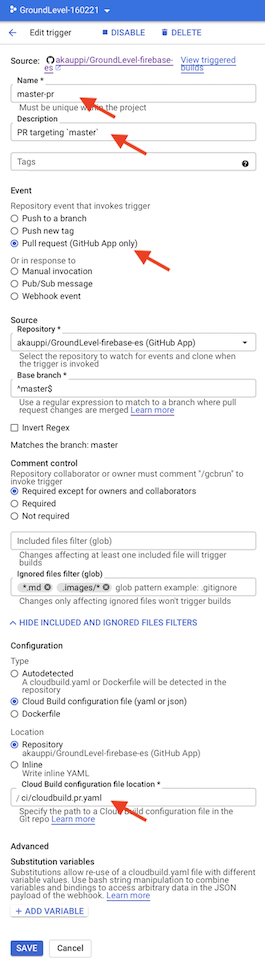 GroundLevel-160221
Edit trigger
DISABLE
DELETE
Source:
akauppi/GroundLevel-firebase-
es
View triggered
builds
Name *
master-pr
Must be unique within the project
Description
PR targeting `master`
Tags
Event
Repository event that invokes trigger
Push to a branch
Push new tag
Pull request (GitHub App only)
Or in response to
Manual invocation
Pub/Sub message
Webhook event
Source
Repository *
akauppi/GroundLevel-firebase-es (GitHub App)
Select the repository to watch for events and clone when
the trigger is invoked
Base branch *
^master$
Use a regular expression to match to a branch where pull
request changes are merged Learn more
Invert Regex
Matches the branch: master
Comment control
Repository collaborator or owner must comment "/gcbrun" to
invoke trigger
Required except for owners and collaborators
Required
Not required
Included files filter (glob)
Changes affecting at least one included file will trigger
builds
Ignored files filter (glob)
*.md .images/* glob pattern example: .gitignore
Changes only affecting ignored files won't trigger builds
HIDE INCLUDED AND IGNORED FILES FILTERS
Configuration
Type
Autodetected
A cloudbuild.yaml or Dockerfile will be detected in the
repository
Cloud Build configuration file (yaml or json)
Dockerfile
Location
Repository
akauppi/GroundLevel-firebase-es (GitHub App)
Inline
Write inline YAML
Cloud Build configuration file location *
/ ci/cloudbuild.pr.yaml
Specify the path to a Cloud Build configuration file in the
Git repo Learn more
Advanced
Substitution variables
Substitutions allow re-use of a cloudbuild.yaml file with different
variable values. Use bash string manipulation to combine
variables and bindings to access arbitrary data in the JSON
payload of the webhook. Learn more
+ ADD VARIABLE
SAVE
Cancel